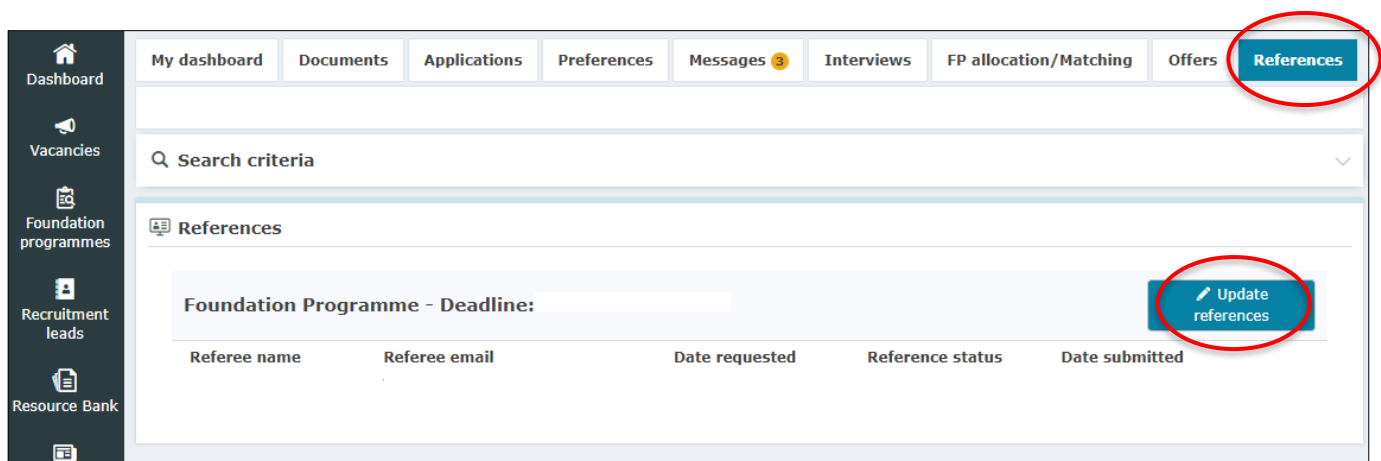 Dashboard
Vacancies
Foundation
programmes
Recruitment
leads
Resource Bank
My dashboard Documents Applications Preferences Messages 3 Interviews FP allocation/Matching Offers References
Search criteria
References
Foundation Programme - Deadline:
Update
references
Referee name Referee email Date requested Reference status Date submitted